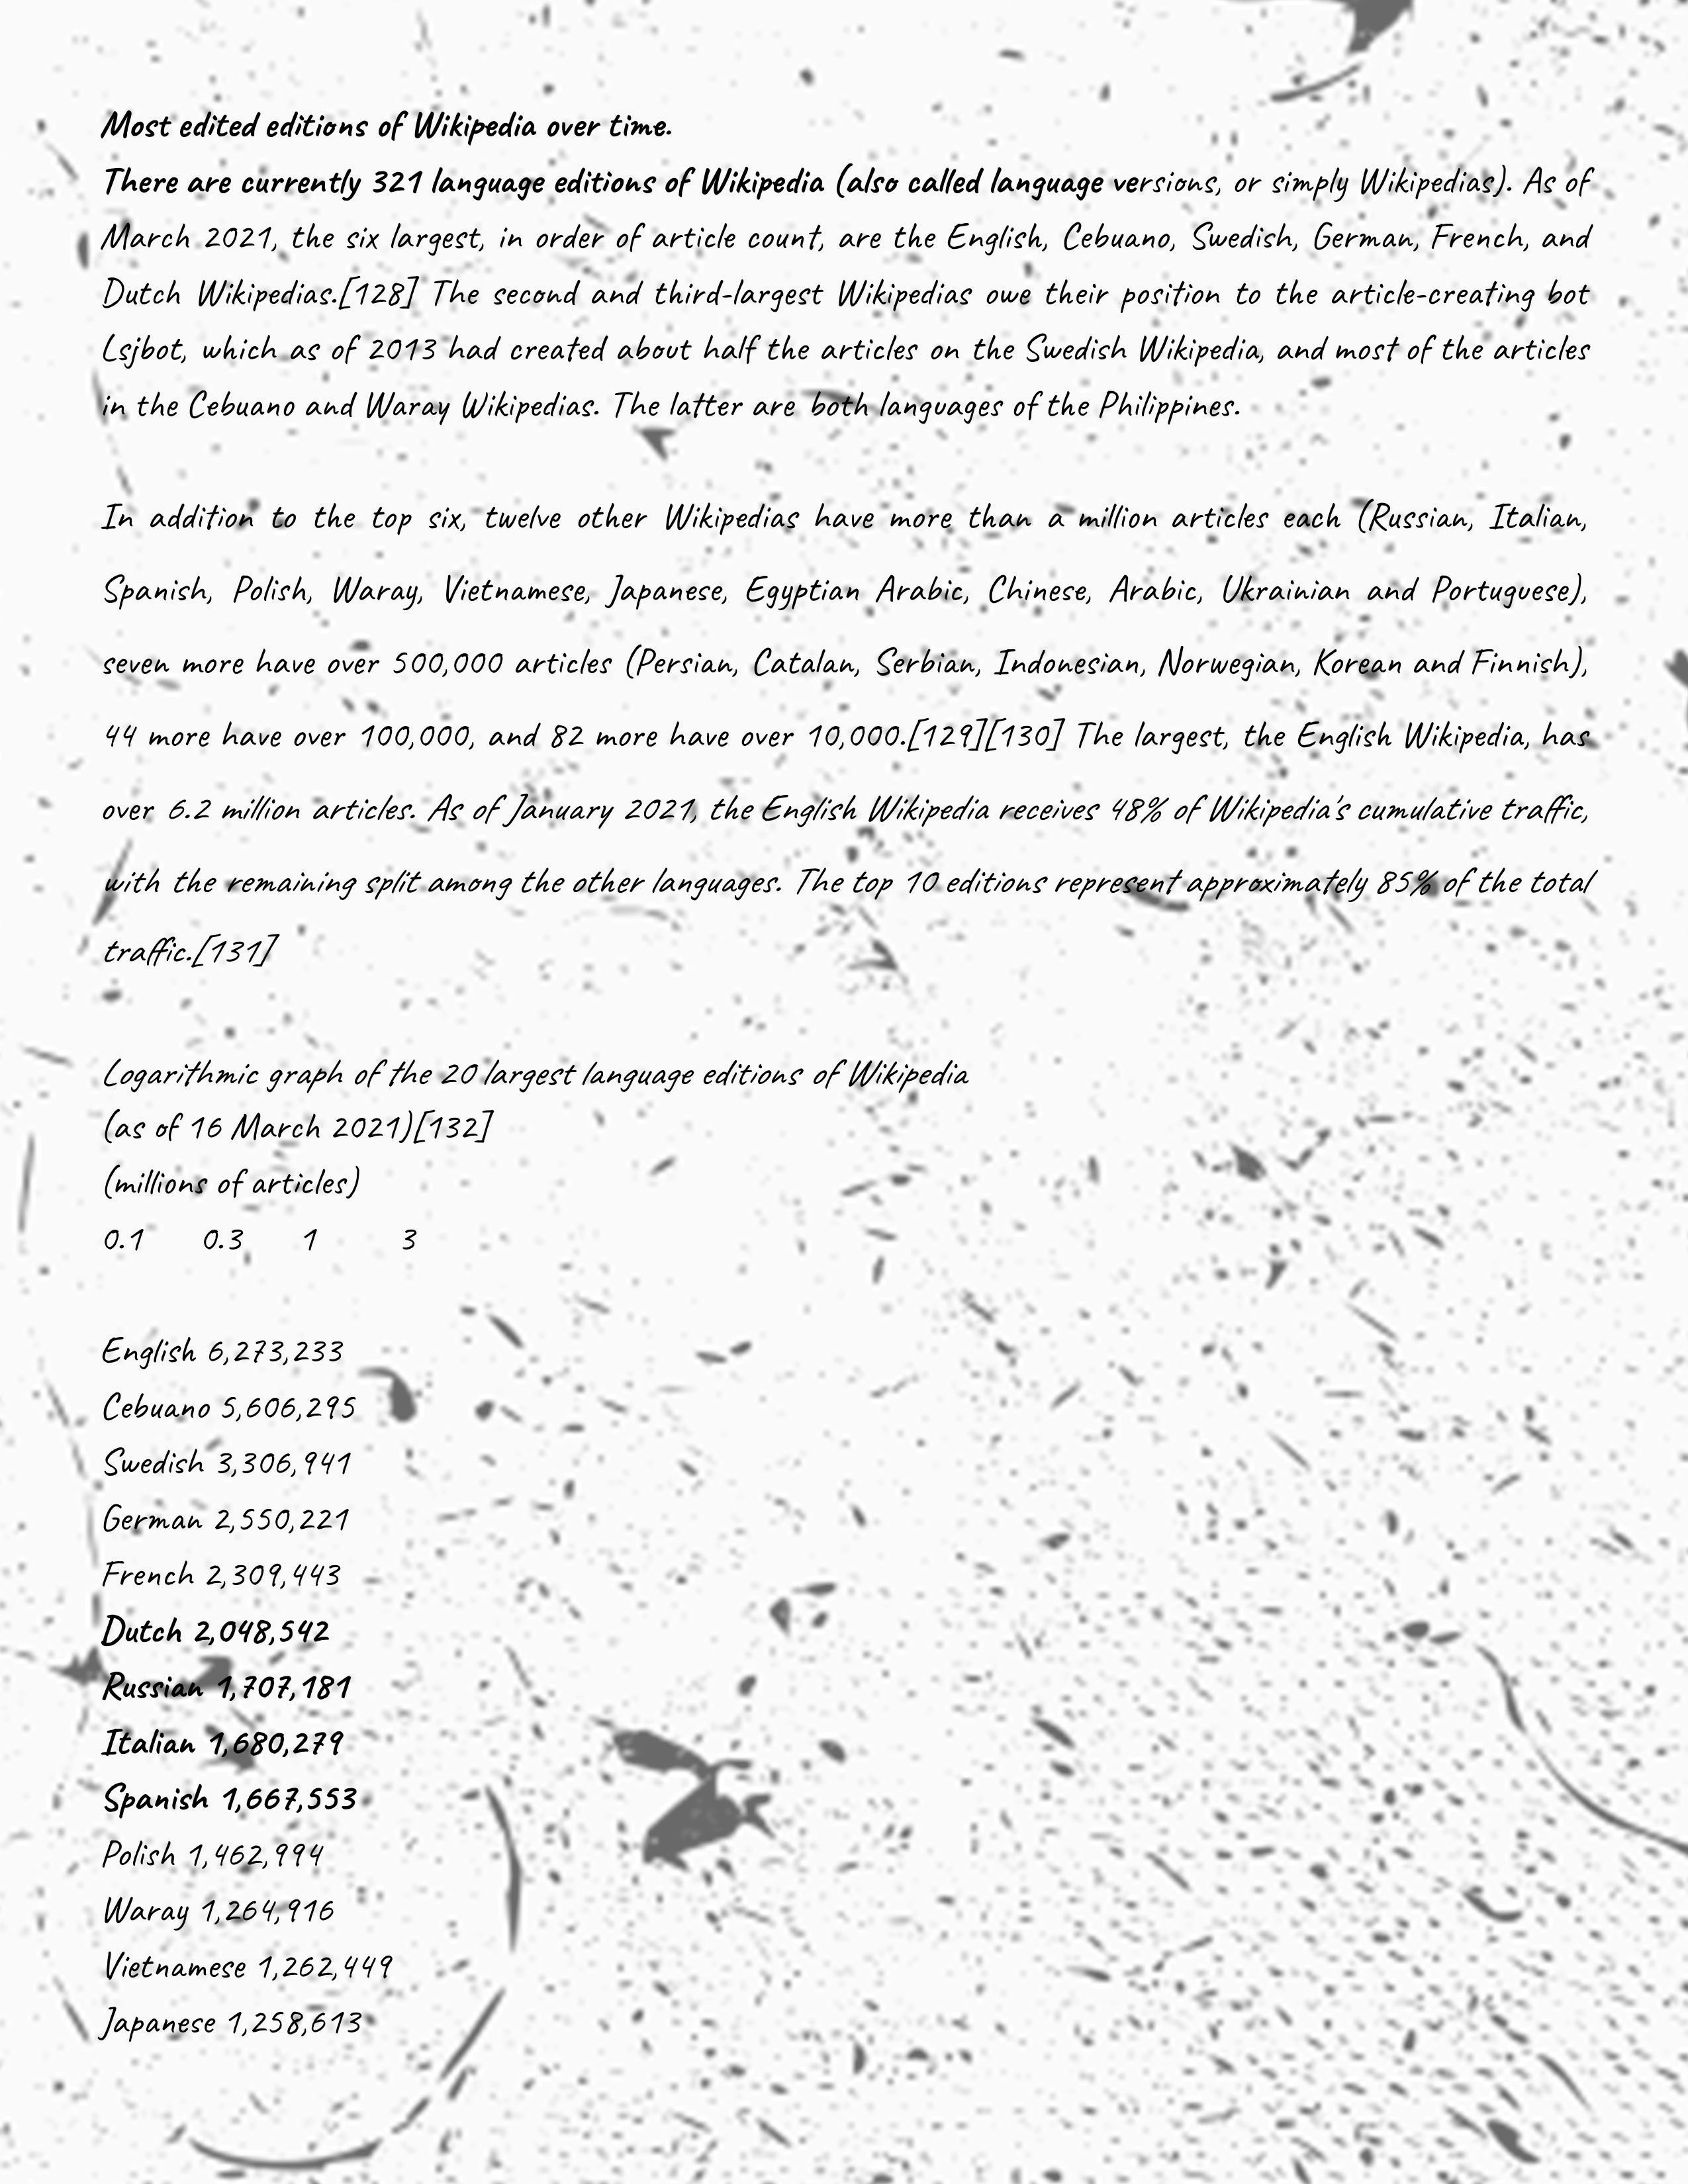 Most edited editions of Wikipedia over time.
There are currently 321 language editions of Wikipedia (also called language versions, or simply Wikipedias). As of
March 2021, the six largest, in order of article count, are the English, Cebuano, Swedish, German, French, and
Dutch Wikipedias.[128] The second and third-largest Wikipedias owe their position to the article-creating bot
Lsjbot, which as of 2013 had created about half the articles on the Swedish Wikipedia, and most of the articles
in the Cebuano and Waray Wikipedias. The latter are both languages of the Philippines.
In addition to the top six, twelve other Wikipedias have more than a million articles each (Russian, Italian,
Spanish, Polish, Waray, Vietnamese, Japanese, Egyptian Arabic, Chinese, Arabic, Ukrainian and Portuguese),
seven more have over 500,000 articles (Persian, Catalan, Serbian, Indonesian, Norwegian, Korean and Finnish),
44 more have over 100,000, and 82 more have over 10,000.[129][130] The largest, the English Wikipedia, has
over 6.2 million articles. As of January 2021, the English Wikipedia receives 48% of Wikipedia's cumulative traffic,
with the remaining split among the other languages. The top 10 editions represent approximately 85% of the total
traffic.[131]
Logarithmic graph of the 20 largest language editions of Wikipedia
(as of 16 March 2021)[132]
(millions of articles)
0.1 0.3 1 3
English 6,273,233
Cebuano 5,606,295
Swedish 3,306,941
German 2,550,221
French 2,309,443
Dutch 2,048,542
Russian 1,707,181
Italian 1,680,279
Spanish 1,667,553
Polish 1,462,994
Waray 1,264,916
Vietnamese 1,262,449
Japanese 1,258,613